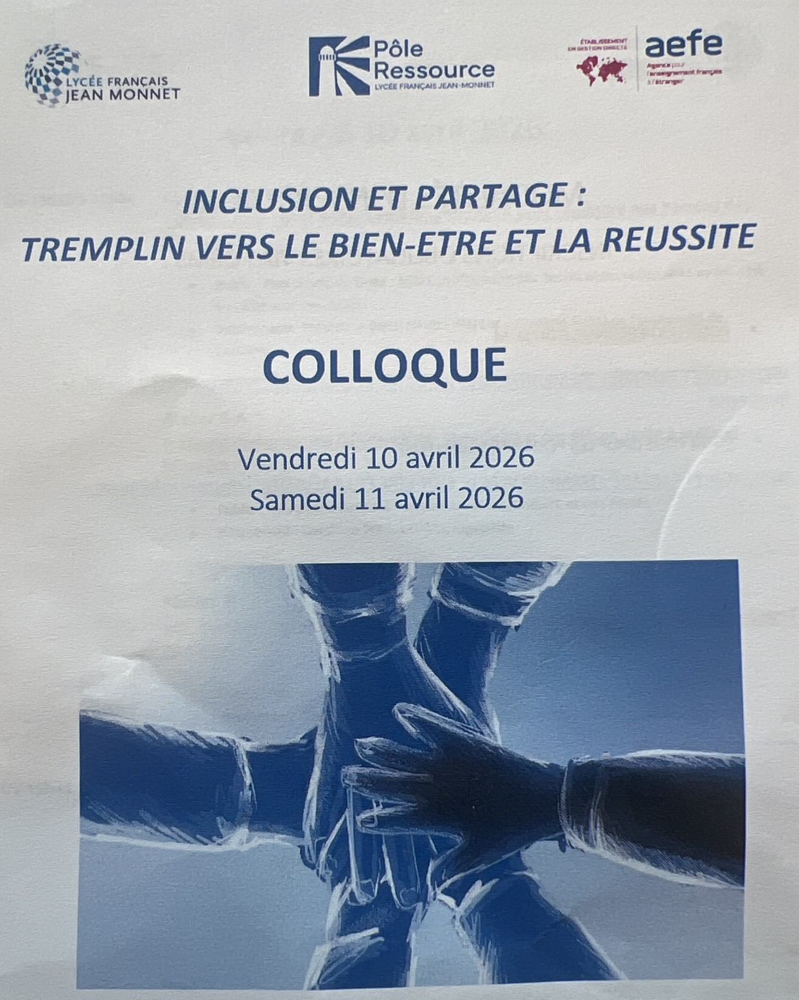 LYCÉE FRANÇAIS
JEAN MONNET
Pôle
Ressource
LYCÉE FRANÇAIS JEAN-MONNET
ÉTABLISSEMENT
EN GESTION DIRECTE
aefe
Agence pour
l'enseignement français
à l'étranger
INCLUSION ET PARTAGE :
TREMPLIN VERS LE BIEN-ETRE ET LA REUSSITE
COLLOQUE
Vendredi 10 avril 2026
Samedi 11 avril 2026